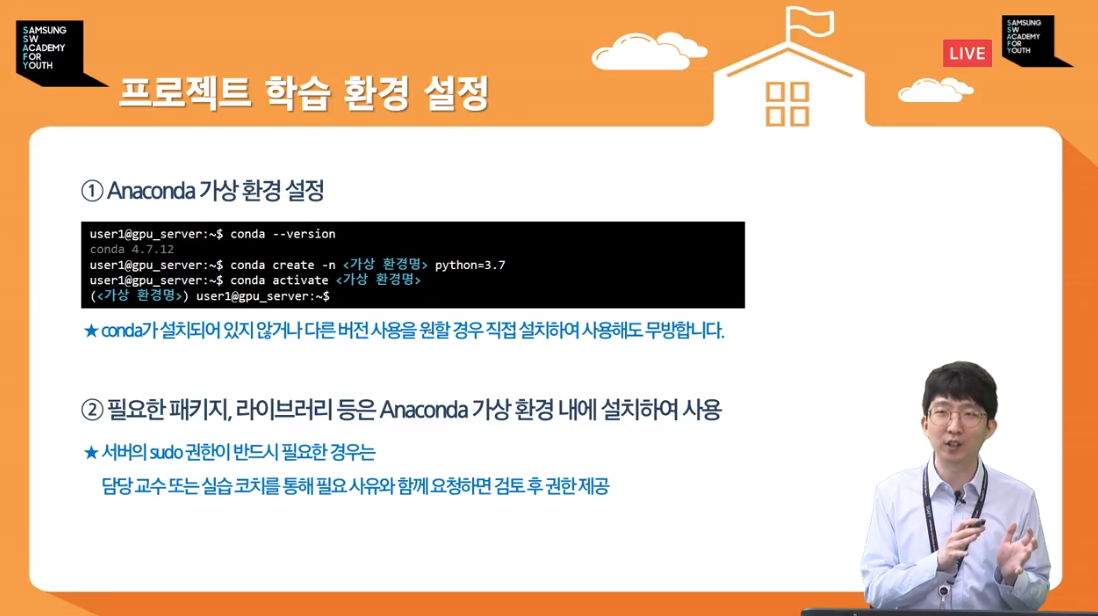 SAMSUNG
SW
ACADEMY
FOR
YOUTH
LIVE
SAMSUNG
SW
ACADEMY
FOR
YOUTH
프로젝트 학습 환경 설정
① Anaconda 가상 환경 설정
user1@gpu_server:~$ conda --version
conda 4.7.12
user1@gpu_server:~$ conda create -n <가상 환경명> python=3.7
user1@gpu_server:~$ conda activate <가상 환경명>
(<가상 환경명>) user1@gpu_server:~$
★ conda가 설치되어 있지 않거나 다른 버전 사용을 원할 경우 직접 설치하여 사용해도 무방합니다.
② 필요한 패키지, 라이브러리 등은 Anaconda 가상 환경 내에 설치하여 사용
★ 서버의 sudo 권한이 반드시 필요한 경우는
담당 교수 또는 실습 코치를 통해 필요 사유와 함께 요청하면 검토 후 권한 제공